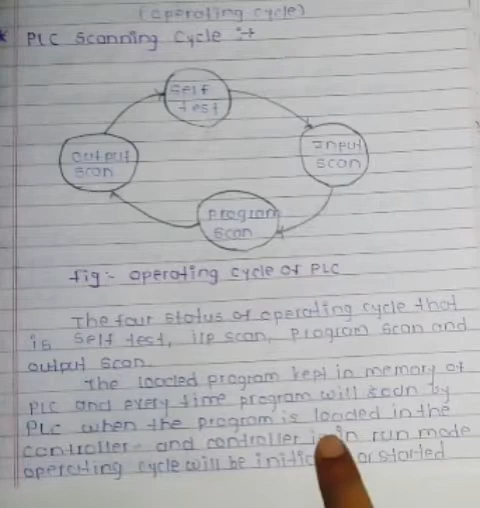 (operating cycle)
* PLC Scanning Cycle :→
Self
test
Input
scan
program
scan
output
scan
fig:- operating cycle of PLC
The four status of operating cycle that
is self test, i/p scan, program scan and
output scan.
The loaded program kept in memory of
PLC and every time program will scan by
PLC when the program is loaded in the
controller and controller is in run mode
operating cycle will be or started